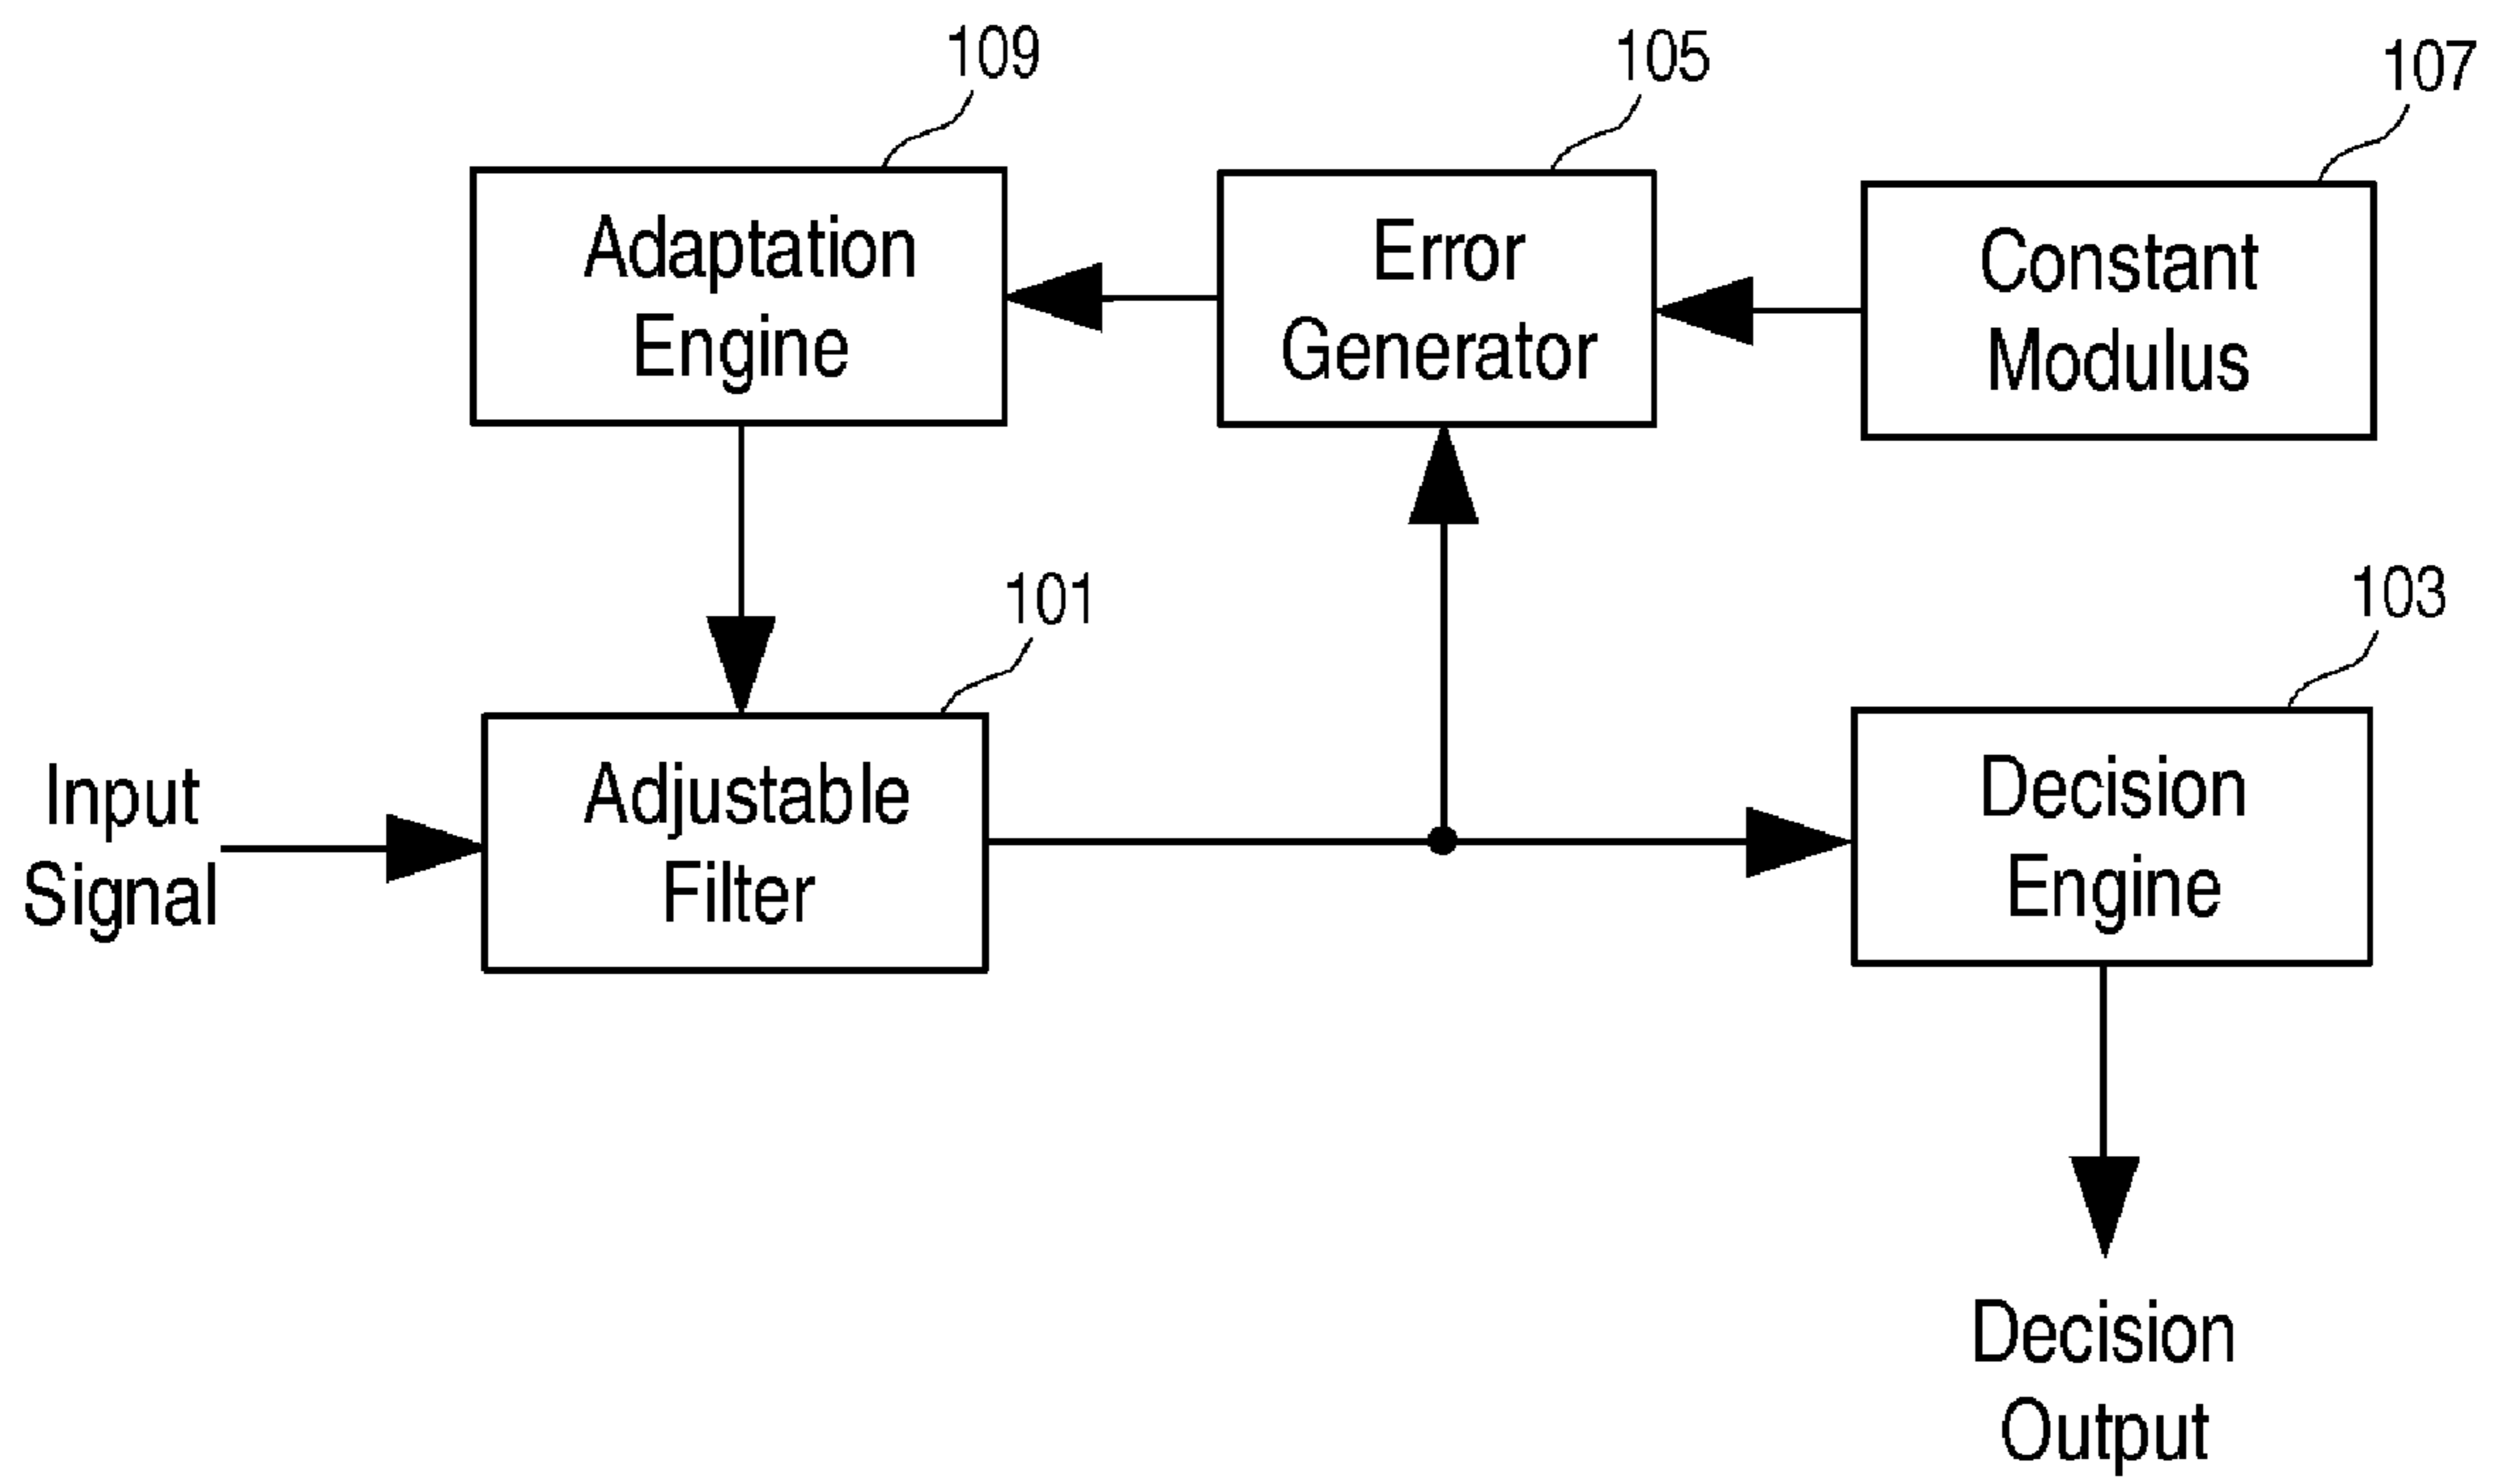 109
105
107
Adaptation
Engine
Error
Generator
Constant
Modulus
101
103
Input
Signal
Adjustable
Filter
Decision
Engine
Decision
Output